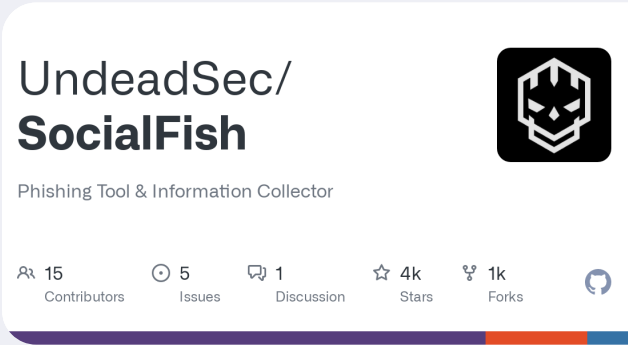 UndeadSec/
SocialFish
Phishing Tool & Information Collector
15 5 1 4k 1k
Contributors Issues Discussion Stars Forks